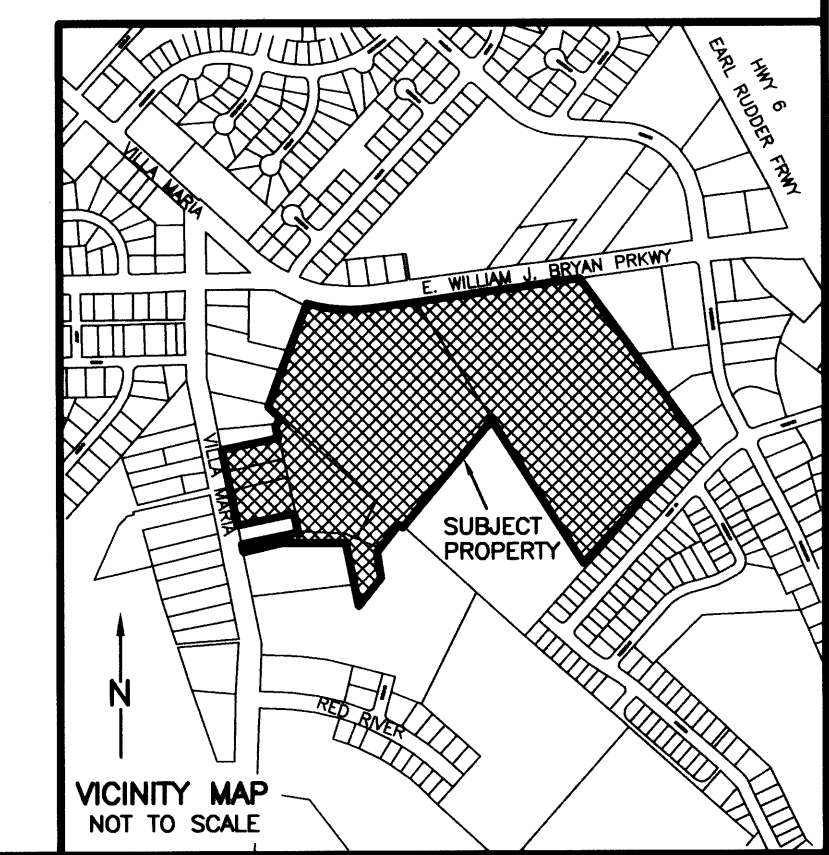 HWY 6
EARL RUDDER FRWY
VILLA MARIA
E. WILLIAM J. BRYAN PRKWY
VILLA MARIA
SUBJECT
PROPERTY
N
RED RIVER
VICINITY MAP
NOT TO SCALE